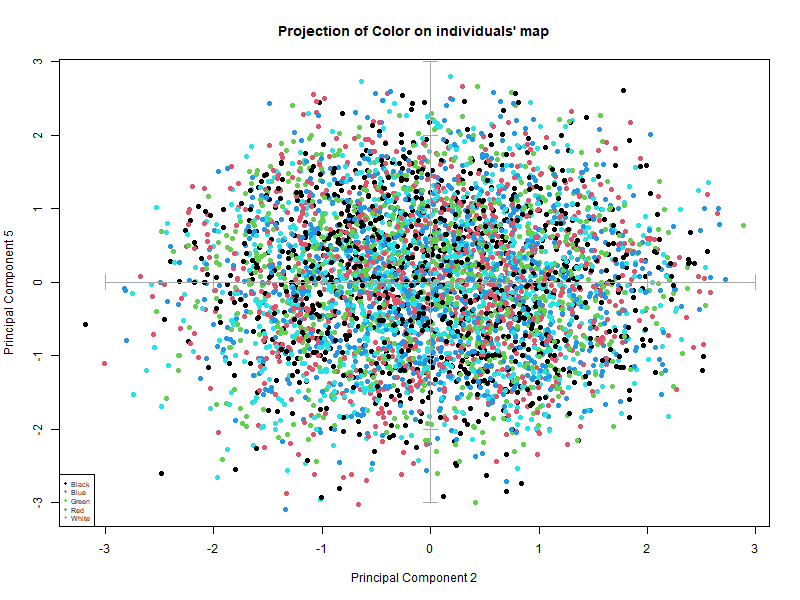 Projection of Color on individuals' map
Principal Component 5
3
2
1
0
-1
-2
-3
Black
Blue
Green
Red
White
-3
-2
-1
0
1
2
3
Principal Component 2